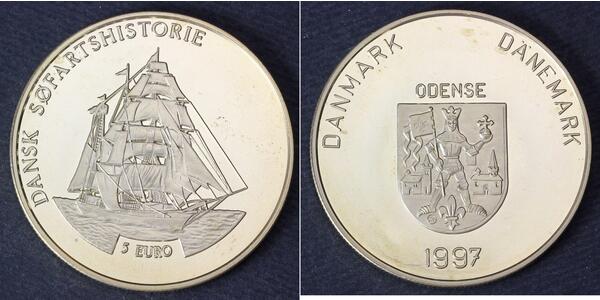 DANSK SØFARTSHISTORIE
5 EURO
DANMARK
DÄNEMARK
ODENSE
1997